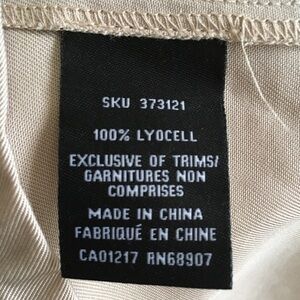 SKU 373121
100% LYOCELL
EXCLUSIVE OF TRIMS/
GARNITURES NON
COMPRISES
MADE IN CHINA
FABRIQUÉ EN CHINE
CA01217 RN68907